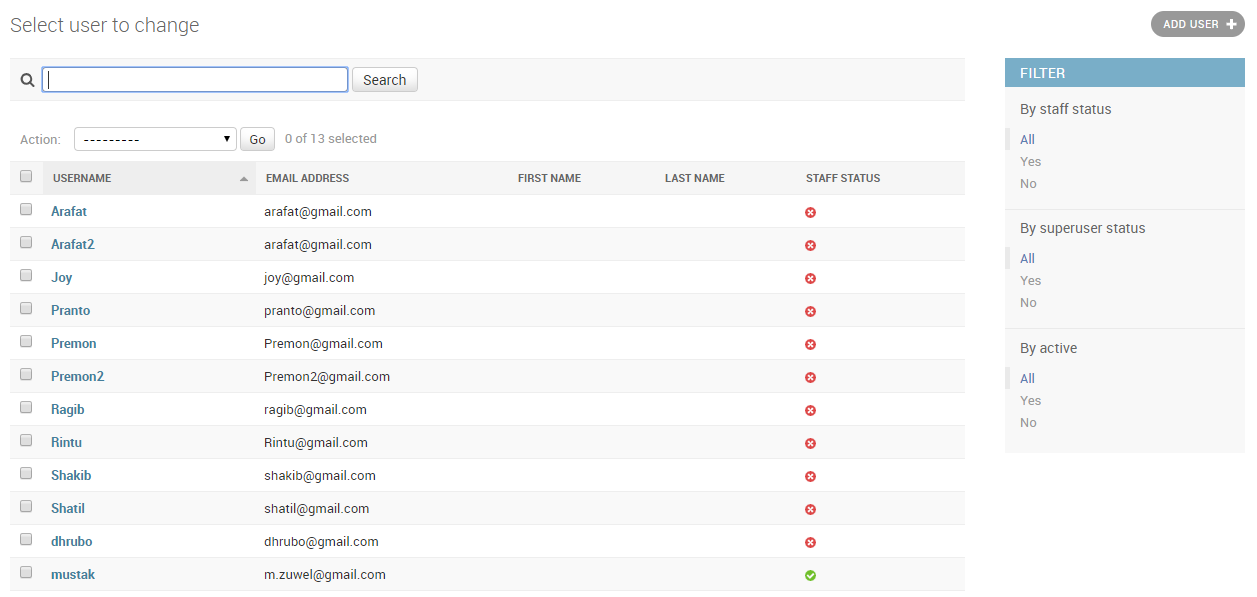 Select user to change
ADD USER +
Search
Action: --------- Go 0 of 13 selected
USERNAME EMAIL ADDRESS FIRST NAME LAST NAME STAFF STATUS
Arafat arafat@gmail.com
Arafat2 arafat@gmail.com
Joy joy@gmail.com
Pranto pranto@gmail.com
Premon Premon@gmail.com
Premon2 Premon2@gmail.com
Ragib ragib@gmail.com
Rintu Rintu@gmail.com
Shakib shakib@gmail.com
Shatil shatil@gmail.com
dhrubo dhrubo@gmail.com
mustak m.zuwel@gmail.com
FILTER
By staff status
All
Yes
No
By superuser status
All
Yes
No
By active
All
Yes
No